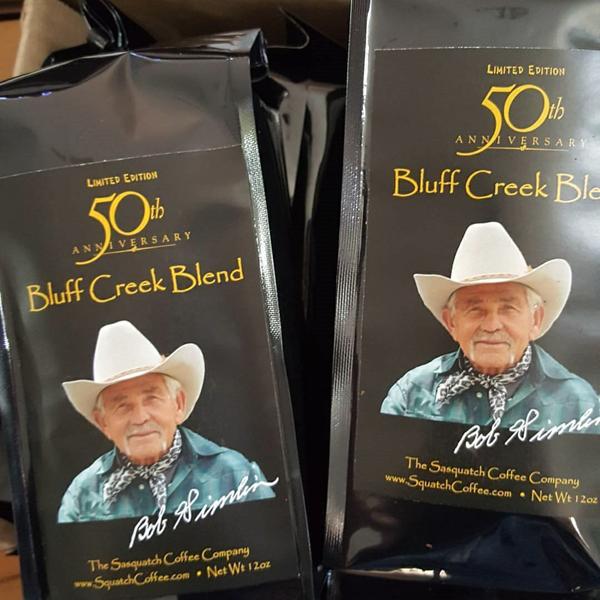 LIMITED EDITION
50th
ANNIVERSARY
Bluff Creek Blend
Bob Gimlin
The Sasquatch Coffee Company
www.SquatchCoffee.com • Net Wt 12oz
LIMITED EDITION
50th
ANNIVERSARY
Bluff Creek Ble
Bob Gimlin
The Sasquatch Coffee Company
www.SquatchCoffee.com • Net Wt 12oz